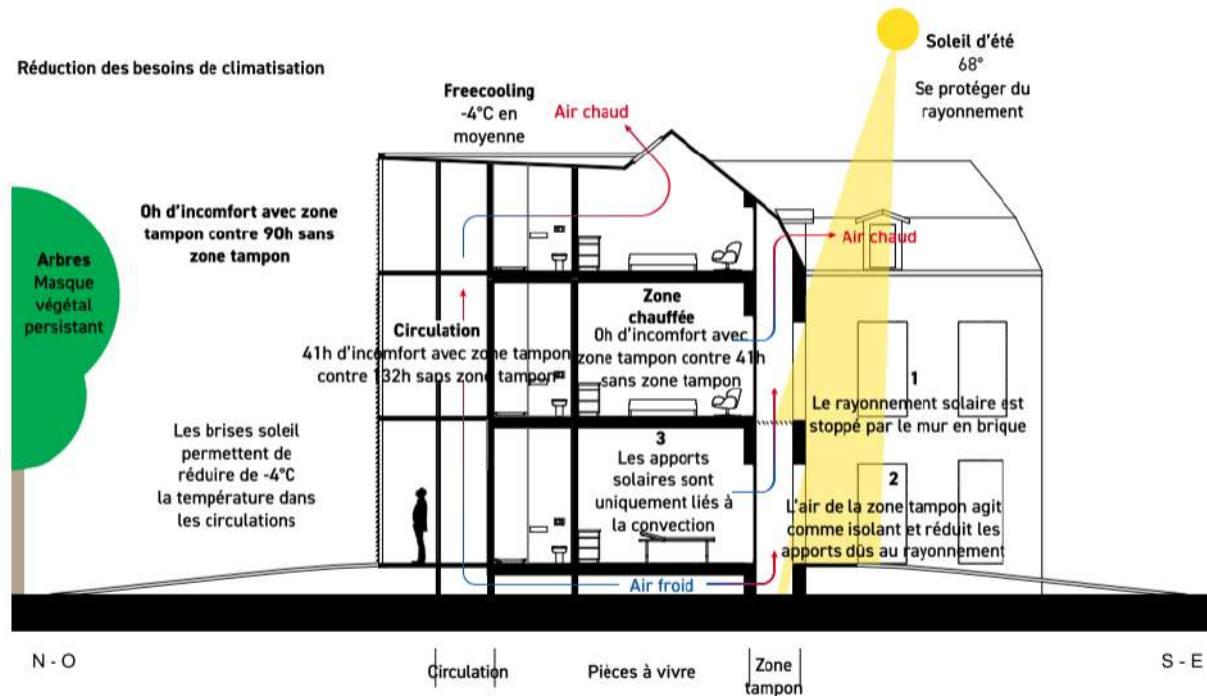 Réduction des besoins de climatisation
Freecooling
-4°C en
moyenne
Air chaud
Soleil d'été
68°
Se protéger du
rayonnement
0h d'incomfort avec zone
tampon contre 90h sans
zone tampon
Arbres
Masque
végétal
persistant
Air chaud
Circulation
41h d'incomfort avec zone tampon
contre 132h sans zone tampon
Zone
chauffée
0h d'incomfort avec
zone tampon contre 41h
sans zone tampon
1
Le rayonnement solaire est
stoppé par le mur en brique
Les brises soleil
permettent de
réduire de -4°C
la température dans
les circulations
3
Les apports
solaires sont
uniquement liés à
la convection
2
L'air de la zone tampon agit
comme isolant et réduit les
apports dûs au rayonnement
Air froid
N - O
Circulation
Pièces à vivre
Zone
tampon
S - E